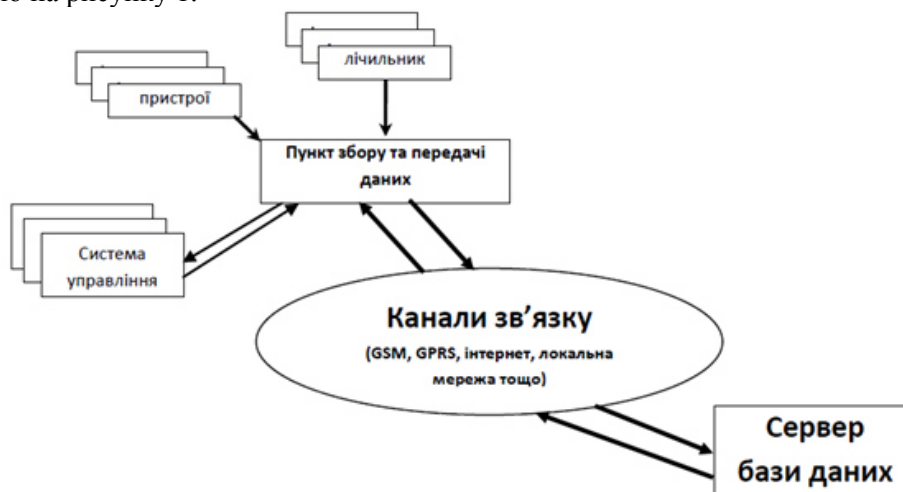 на рисунку 1.
лічильник
пристрої
Пункт збору та передачі
даних
Система
управління
Канали зв’язку
(GSM, GPRS, інтернет, локальна
мережа тощо)
Сервер
бази даних